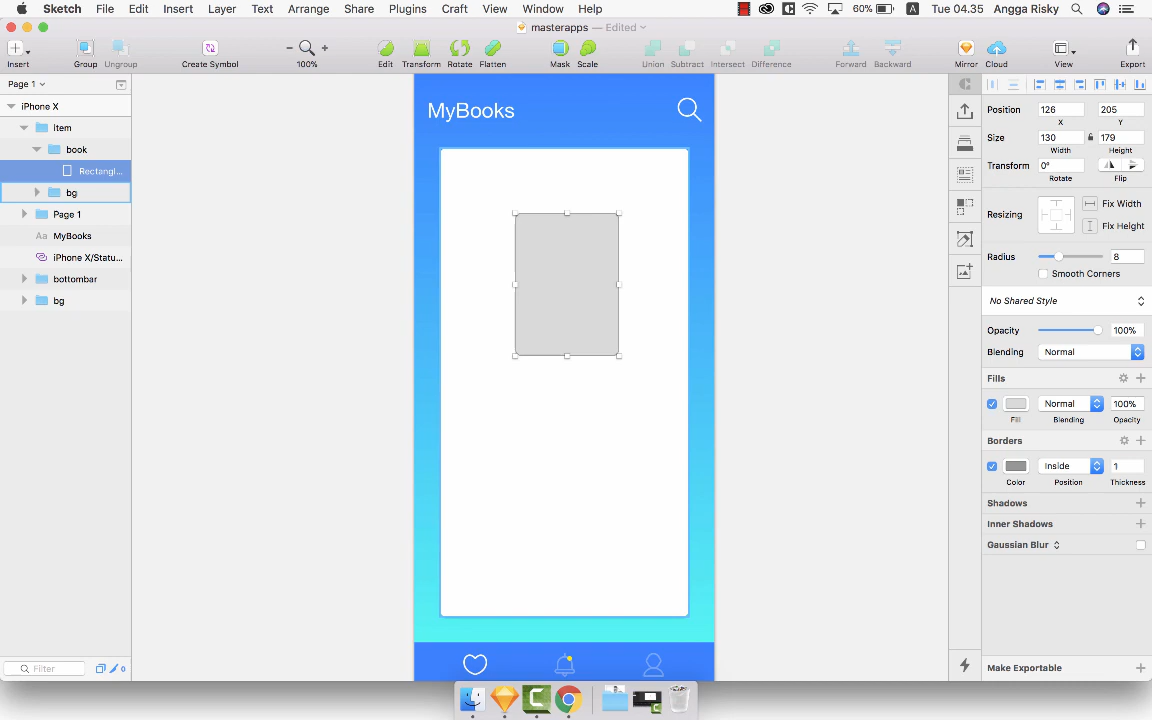 Sketch File Edit Insert Layer Text Arrange Share Plugins Craft View Window Help 60% A Tue 04.35 Angga Risky
masterapps — Edited
Insert Group Ungroup Create Symbol 100% Edit Transform Rotate Flatten Mask Scale Union Subtract Intersect Difference Forward Backward Mirror Cloud View Export
Page 1
iPhone X
Item
book
Rectangl...
bg
Page 1
Aa MyBooks
iPhone X/Statu...
bottombar
bg
Filter 0
MyBooks
Position 126 205
X Y
Size 130 179
Width Height
Transform 0°
Rotate Flip
Resizing Fix Width
Fix Height
Radius 8
Smooth Corners
No Shared Style
Opacity 100%
Blending Normal
Fills
Normal 100%
Fill Blending Opacity
Borders
Inside 1
Color Position Thickness
Shadows
Inner Shadows
Gaussian Blur
Make Exportable